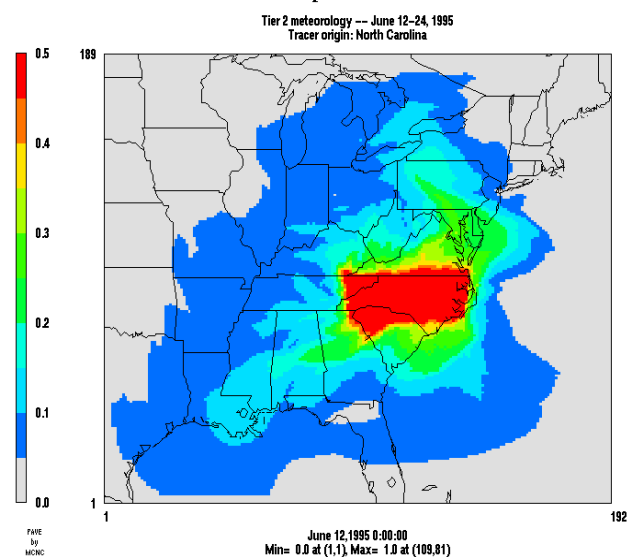 Tier 2 meteorology -- June 12-24, 1995
Tracer origin: North Carolina
0.5
0.4
0.3
0.2
0.1
0.0
189
1
1
192
PAVE
by
MCNC
June 12,1995 0:00:00
Min= 0.0 at (1,1), Max= 1.0 at (109,81)